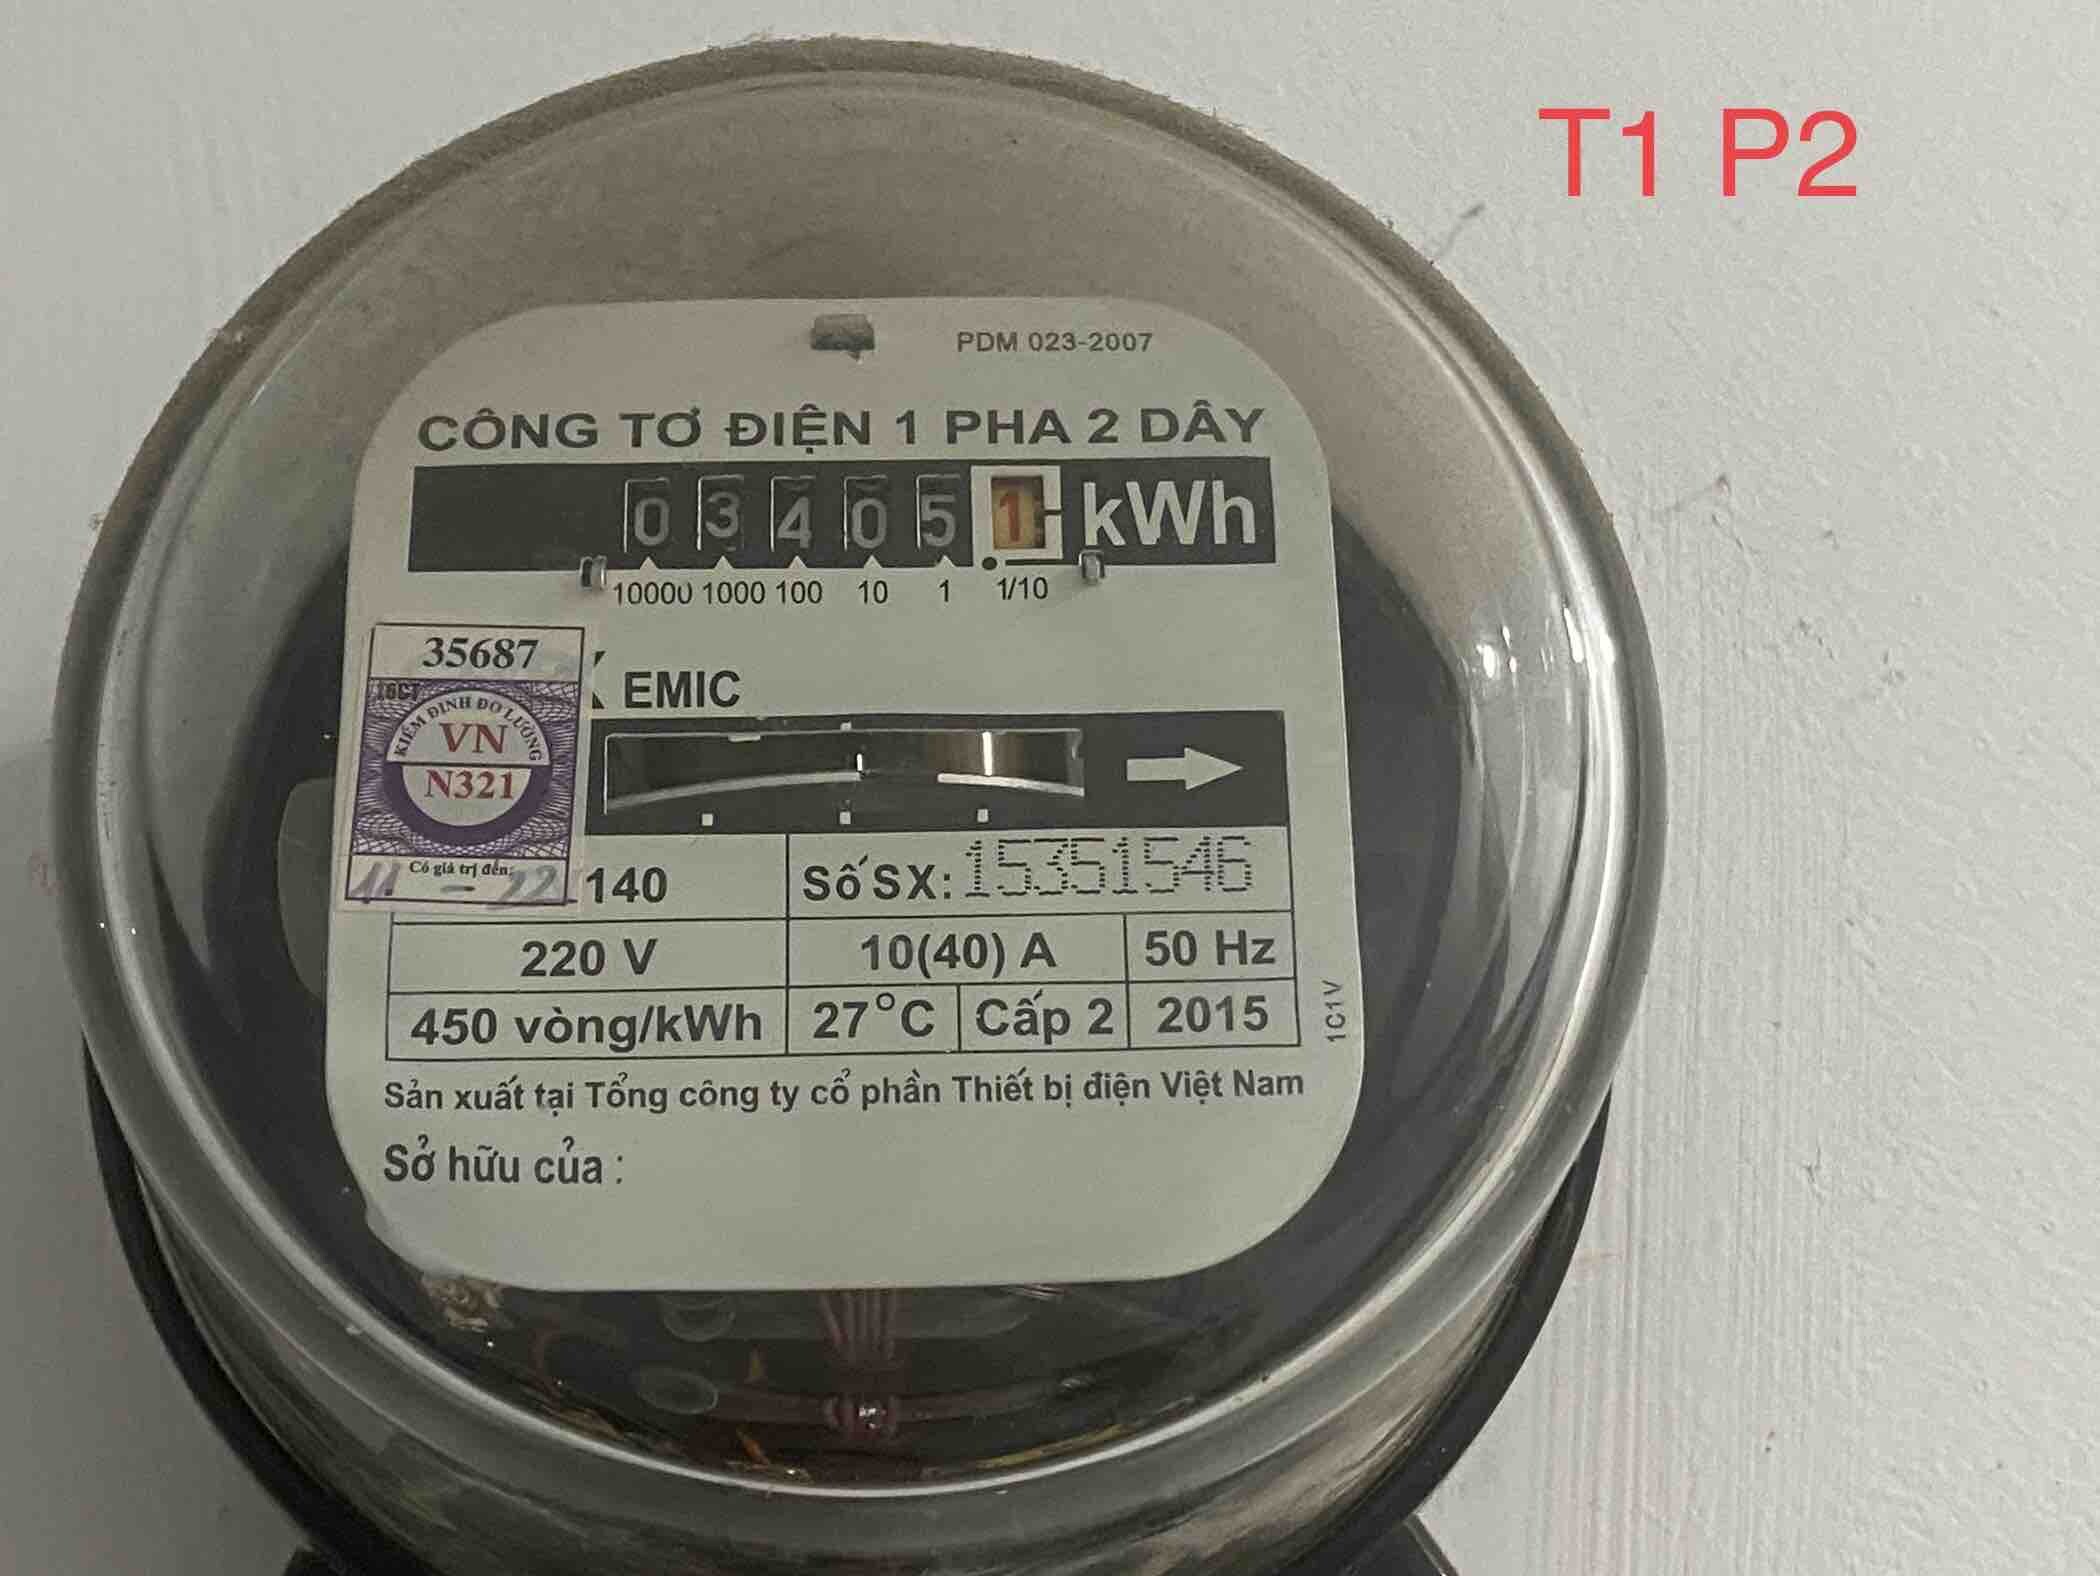 T1 P2
PDM 023-2007
CÔNG TƠ ĐIỆN 1 PHA 2 DÂY
0 3 4 0 5 1 kWh
10000 1000 100 10 1 1/10
35687
16CT
KIỂM ĐỊNH ĐO LƯỜNG
VN
N321
Có giá trị đến:
11 - 22
EMIC
140
Số SX: 15351546
220 V
10(40) A
50 Hz
450 vòng/kWh
27°C
Cấp 2
2015
1C1V
Sản xuất tại Tổng công ty cổ phần Thiết bị điện Việt Nam
Sở hữu của :